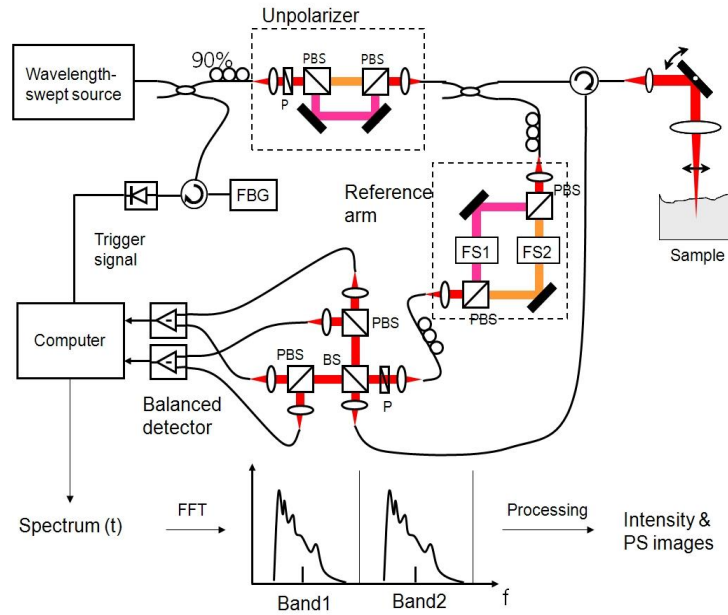 Unpolarizer
90%
PBS
PBS
Wavelength-
swept source
P
Reference
arm
PBS
FBG
FS1
FS2
Trigger
signal
Sample
PBS
Computer
PBS
PBS
BS
P
Balanced
detector
FFT
Processing
Spectrum (t)
Intensity &
PS images
f
Band1
Band2